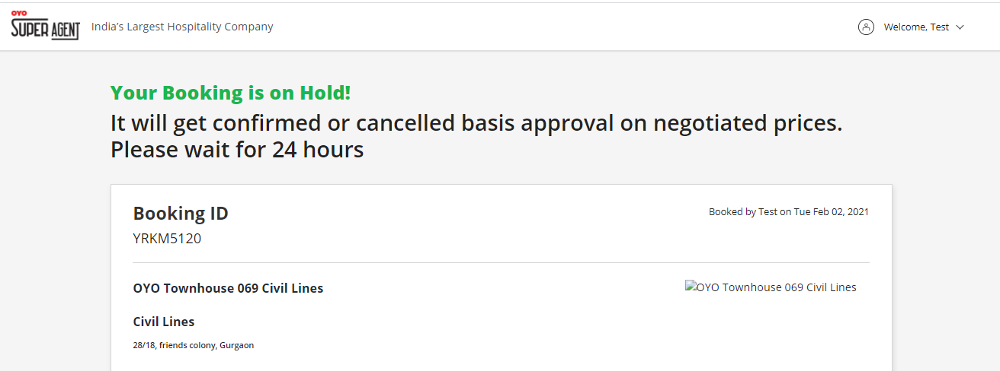 OYO
SUPER AGENT
India's Largest Hospitality Company
Welcome, Test
Your Booking is on Hold!
It will get confirmed or cancelled basis approval on negotiated prices.
Please wait for 24 hours
Booking ID
Booked by Test on Tue Feb 02, 2021
YRKM5120
OYO Townhouse 069 Civil Lines
OYO Townhouse 069 Civil Lines
Civil Lines
28/18, friends colony, Gurgaon